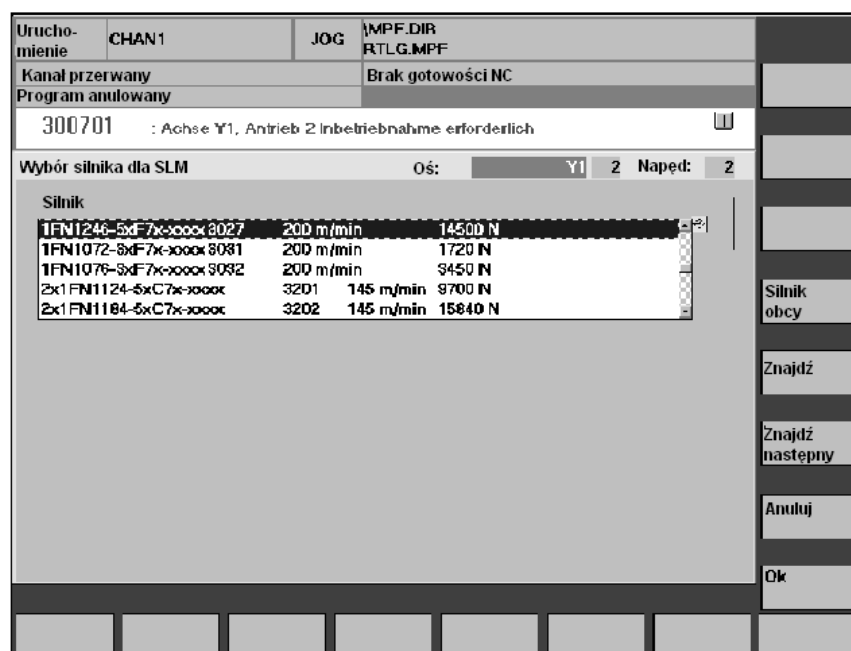 Urucho-
mienie
CHAN1
JOG
\MPF.DIR
RTLG.MPF
Kanał przerwany
Brak gotowości NC
Program anulowany
300701 : Achse Y1, Antrieb 2 Inbetriebnahme erforderlich
Wybór silnika dla SLM Oś: Y1 2 Napęd: 2
Silnik
1FN1246-5xF7x-xxxx 3027 200 m/min 14500 N
1FN1072-3xF7x-xxxx 3031 200 m/min 1720 N
1FN1076-3xF7x-xxxx 3032 200 m/min 3450 N
2x1FN1124-5xC7x-xxxx 3201 145 m/min 9700 N
2x1FN1184-5xC7x-xxxx 3202 145 m/min 15840 N
Silnik
obcy
Znajdź
Znajdź
następny
Anuluj
Ok